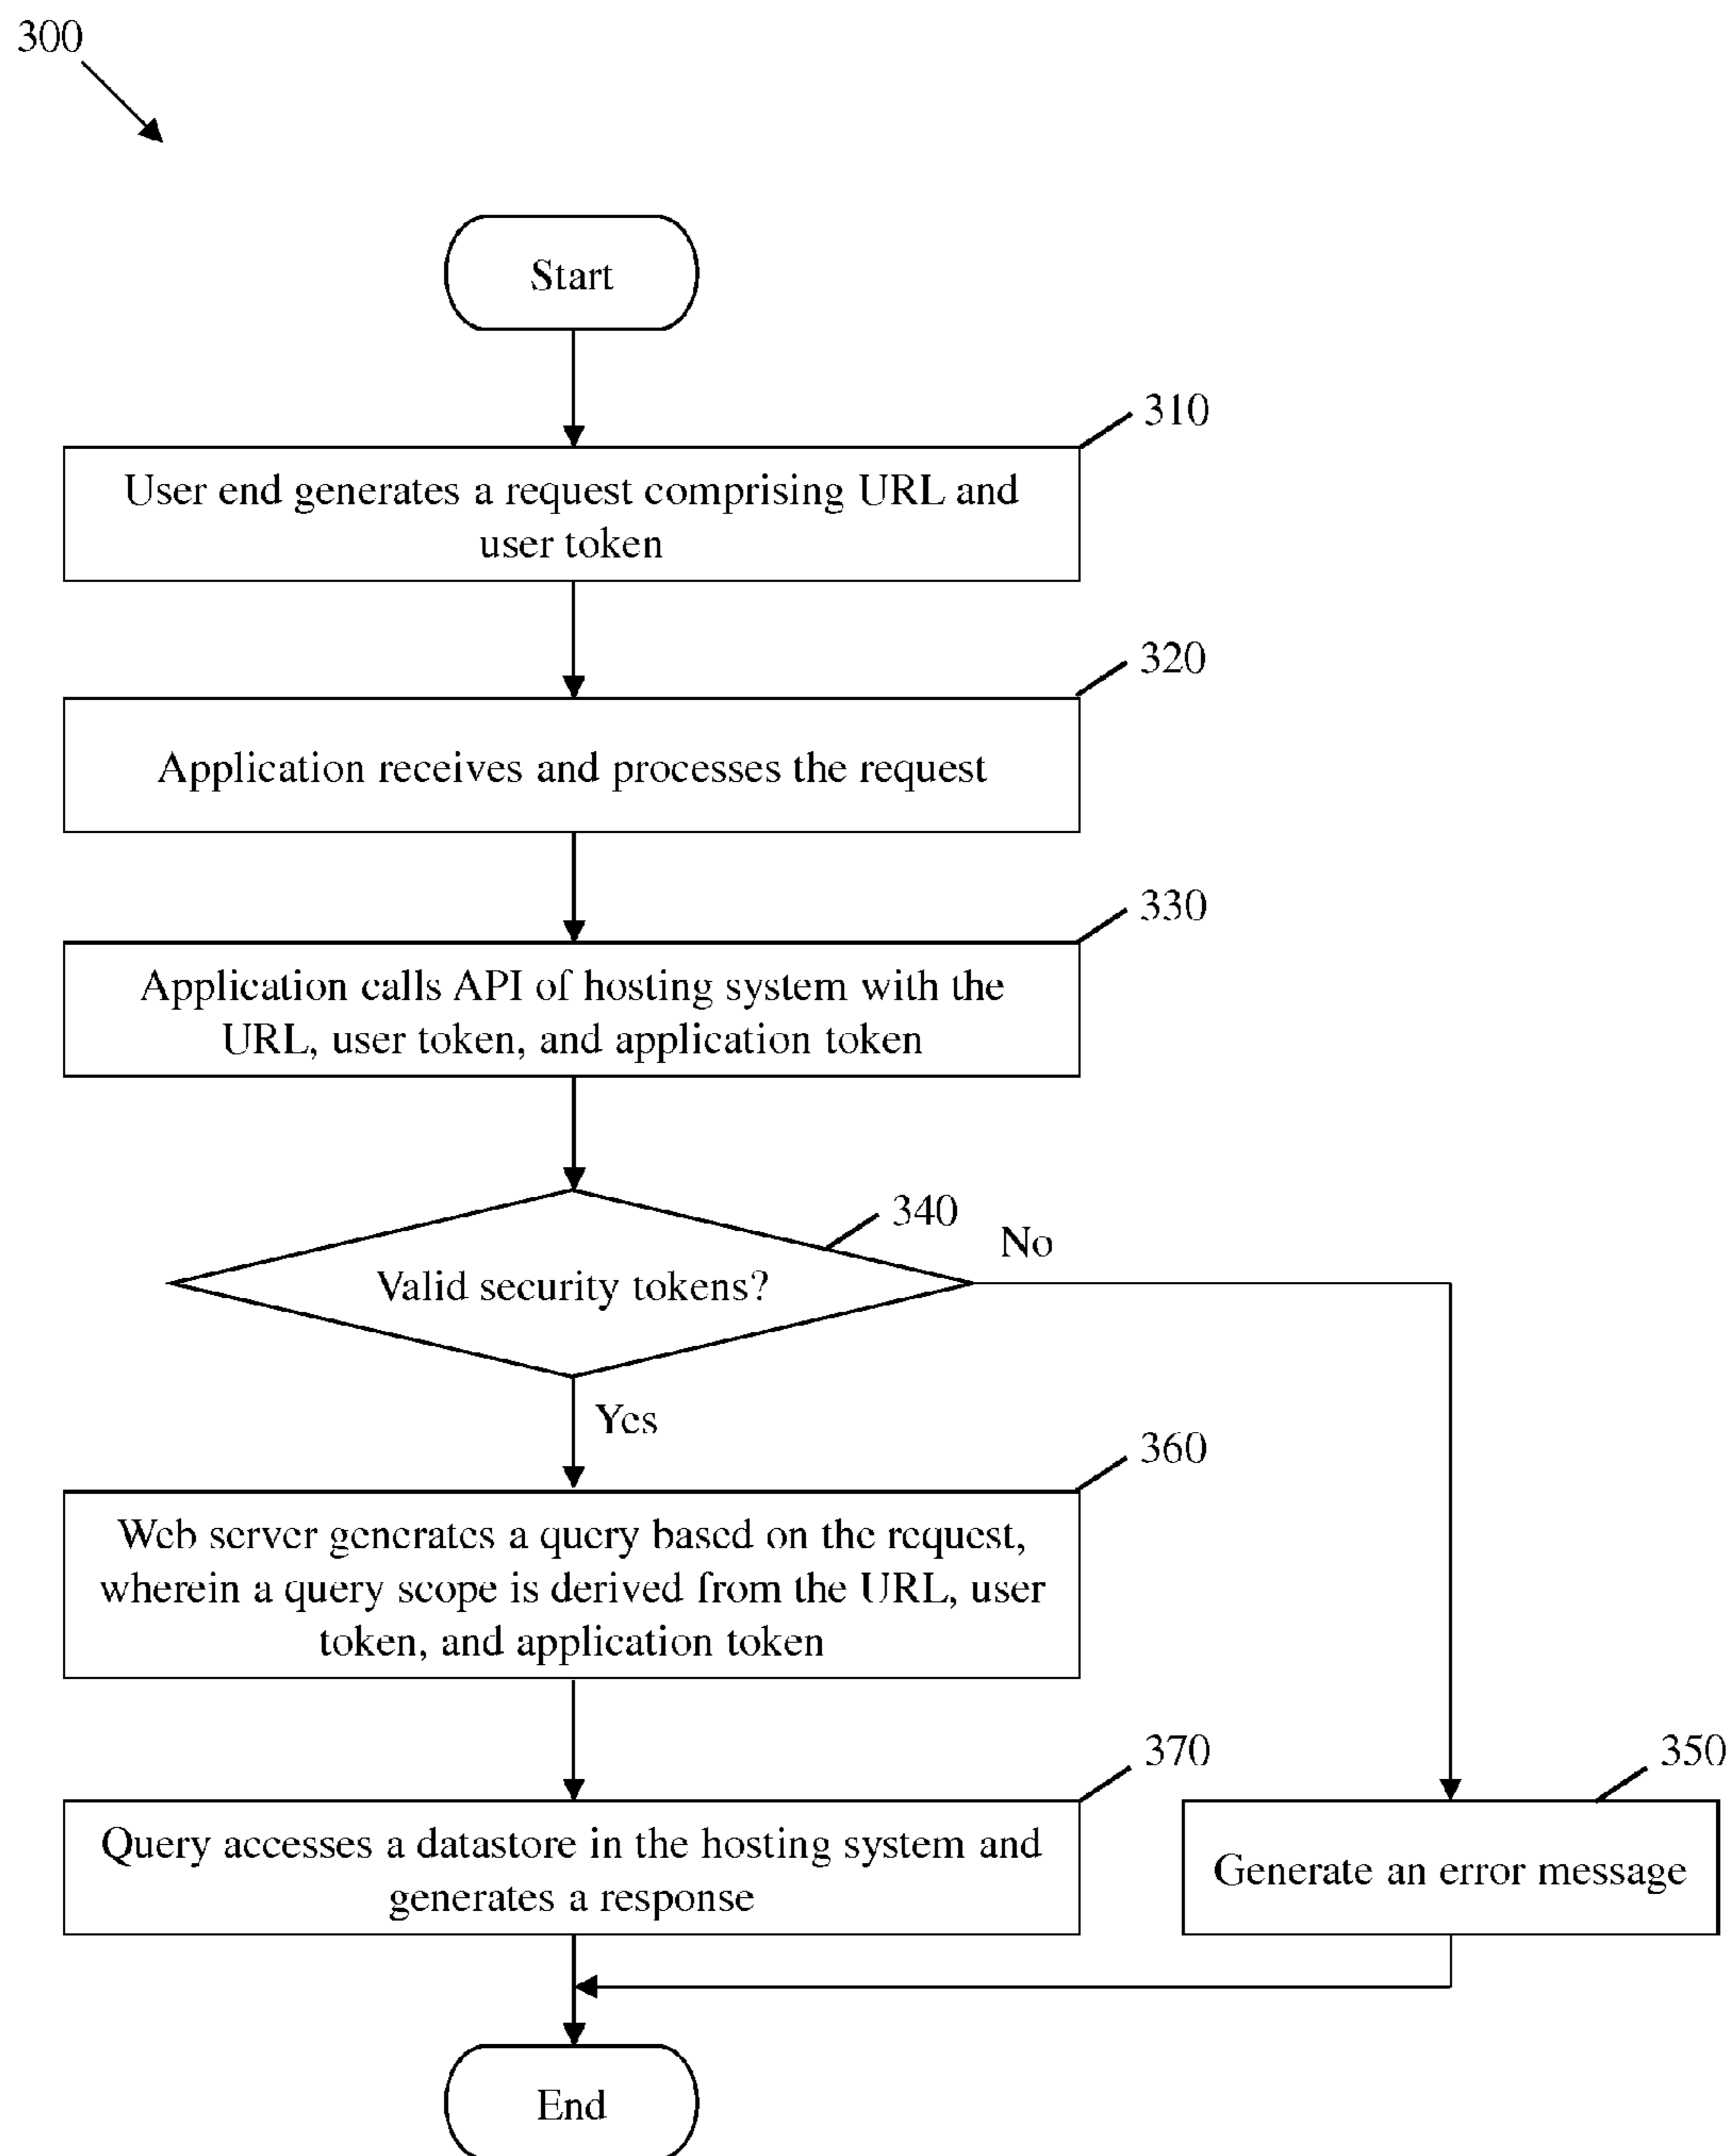 300
Start
310
User end generates a request comprising URL and
user token
320
Application receives and processes the request
330
Application calls API of hosting system with the
URL, user token, and application token
340
No
Valid security tokens?
Yes
360
Web server generates a query based on the request,
wherein a query scope is derived from the URL, user
token, and application token
370
350
Query accesses a datastore in the hosting system and
generates a response
Generate an error message
End